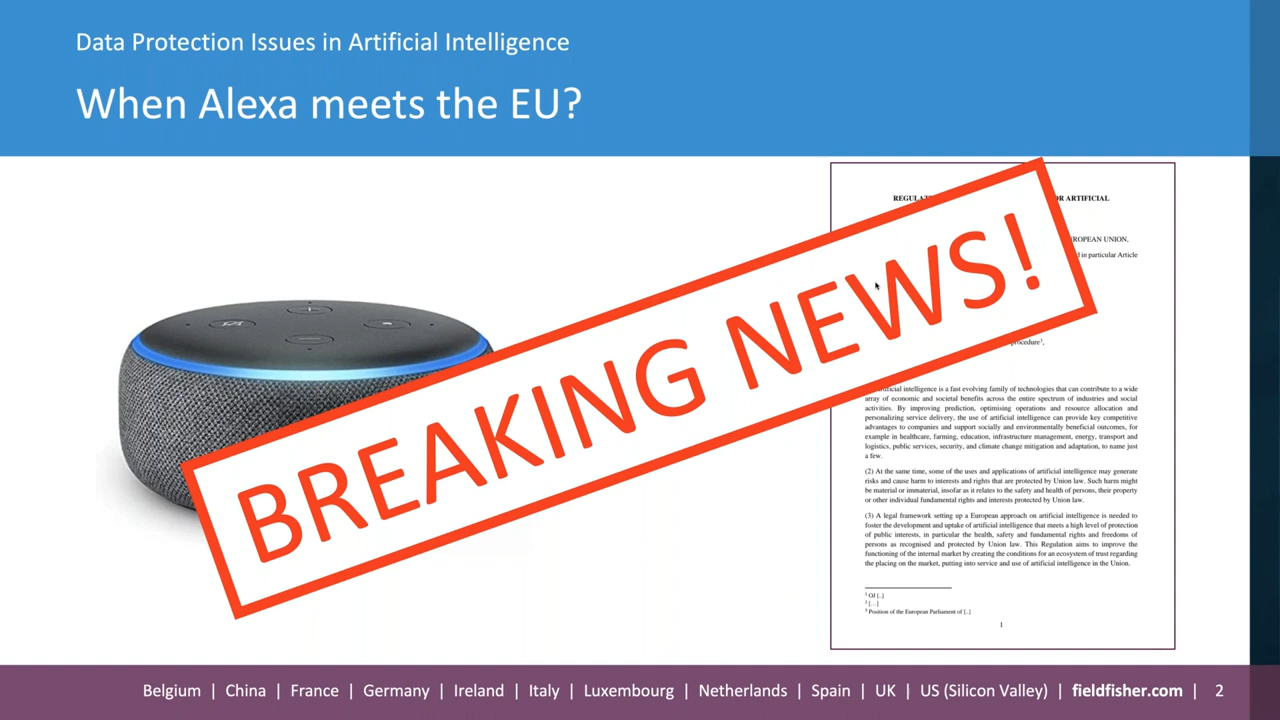 Data Protection Issues in Artificial Intelligence
When Alexa meets the EU?
BREAKING NEWS!
ARTIFICIAL
UNION,
in particular Article
procedure¹,
intelligence is a fast evolving family of technologies that can contribute to a wide
array of economic and societal benefits across the entire spectrum of industries and social
activities. By improving prediction, optimising operations and resource allocation and
personalizing service delivery, the use of artificial intelligence can provide key competitive
advantages to companies and support socially and environmentally beneficial outcomes, for
example in healthcare, farming, education, infrastructure management, energy, transport and
logistics, public services, security, and climate change mitigation and adaptation, to name just
a few.
(2) At the same time, some of the uses and applications of artificial intelligence may generate
risks and cause harm to interests and rights that are protected by Union law. Such harm might
be material or immaterial, insofar as it relates to the safety and health of persons, their property
or other individual fundamental rights and interests protected by Union law.
(3) A legal framework setting up a European approach on artificial intelligence is needed to
foster the development and uptake of artificial intelligence that meets a high level of protection
of public interests, in particular the health, safety and fundamental rights and freedoms of
persons as recognised and protected by Union law. This Regulation aims to improve the
functioning of the internal market by creating the conditions for an ecosystem of trust regarding
the placing on the market, putting into service and use of artificial intelligence in the Union.
¹ OJ [..]
² […]
³ Position of the European Parliament of [..]
1
Belgium | China | France | Germany | Ireland | Italy | Luxembourg | Netherlands | Spain | UK | US (Silicon Valley) | fieldfisher.com | 2